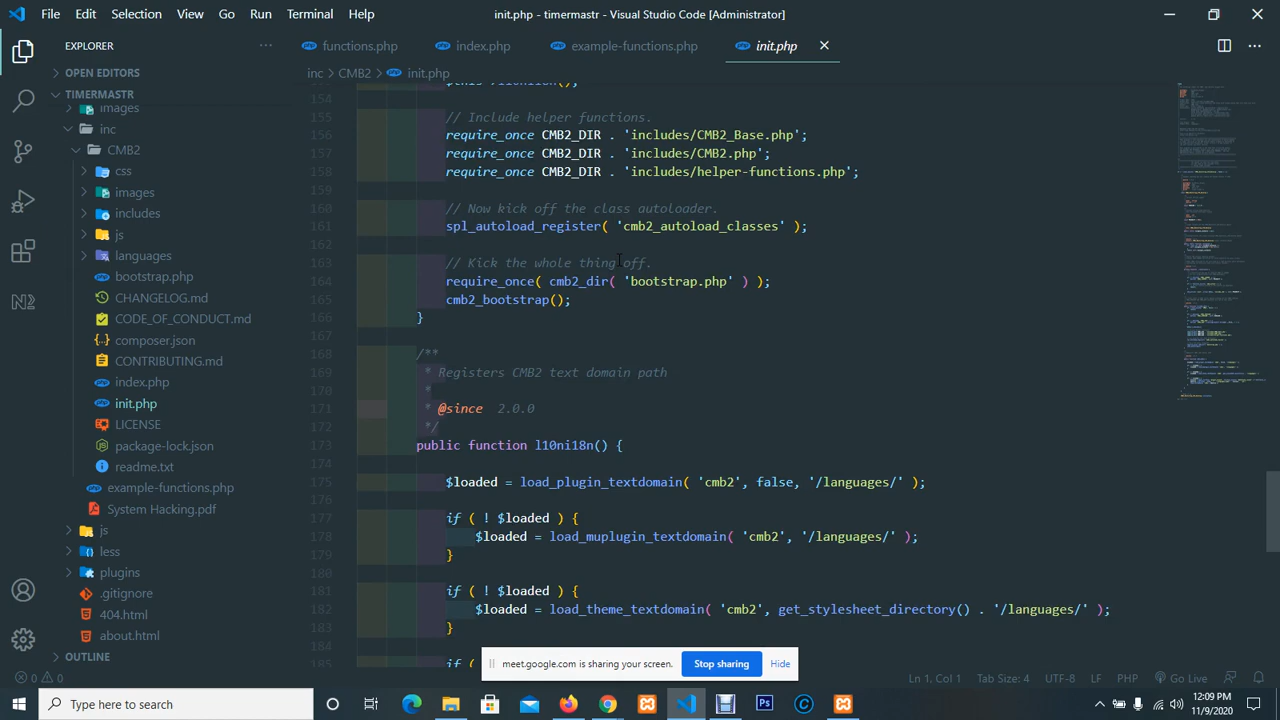 File Edit Selection View Go Run Terminal Help
init.php - timermastr - Visual Studio Code [Administrator]
EXPLORER
OPEN EDITORS
TIMERMASTR
images
inc
CMB2
css
images
includes
js
languages
bootstrap.php
CHANGELOG.md
CODE_OF_CONDUCT.md
composer.json
CONTRIBUTING.md
index.php
init.php
LICENSE
package-lock.json
readme.txt
example-functions.php
System Hacking.pdf
js
less
plugins
.gitignore
404.html
about.html
OUTLINE
functions.php index.php example-functions.php init.php
inc > CMB2 > init.php
154
155 // Include helper functions.
156 require_once CMB2_DIR . 'includes/CMB2_Base.php';
157 require_once CMB2_DIR . 'includes/CMB2.php';
158 require_once CMB2_DIR . 'includes/helper-functions.php';
159
160 // Now kick off the class autoloader.
161 spl_autoload_register( 'cmb2_autoload_classes' );
162
163 // Kick the whole thing off.
164 require_once( cmb2_dir( 'bootstrap.php' ) );
165 cmb2_bootstrap();
166 }
167
168 /**
169 * Registers CMB2 text domain path
170 *
171 * @since 2.0.0
172 */
173 public function l10ni18n() {
174
175 $loaded = load_plugin_textdomain( 'cmb2', false, '/languages/' );
176
177 if ( ! $loaded ) {
178 $loaded = load_muplugin_textdomain( 'cmb2', '/languages/' );
179 }
180
181 if ( ! $loaded ) {
182 $loaded = load_theme_textdomain( 'cmb2', get_stylesheet_directory() . '/languages/' );
183 }
184
185 if (
meet.google.com is sharing your screen. Stop sharing Hide
0 0
Ln 1, Col 1 Tab Size: 4 UTF-8 LF PHP Go Live
Type here to search
12:09 PM
11/9/2020